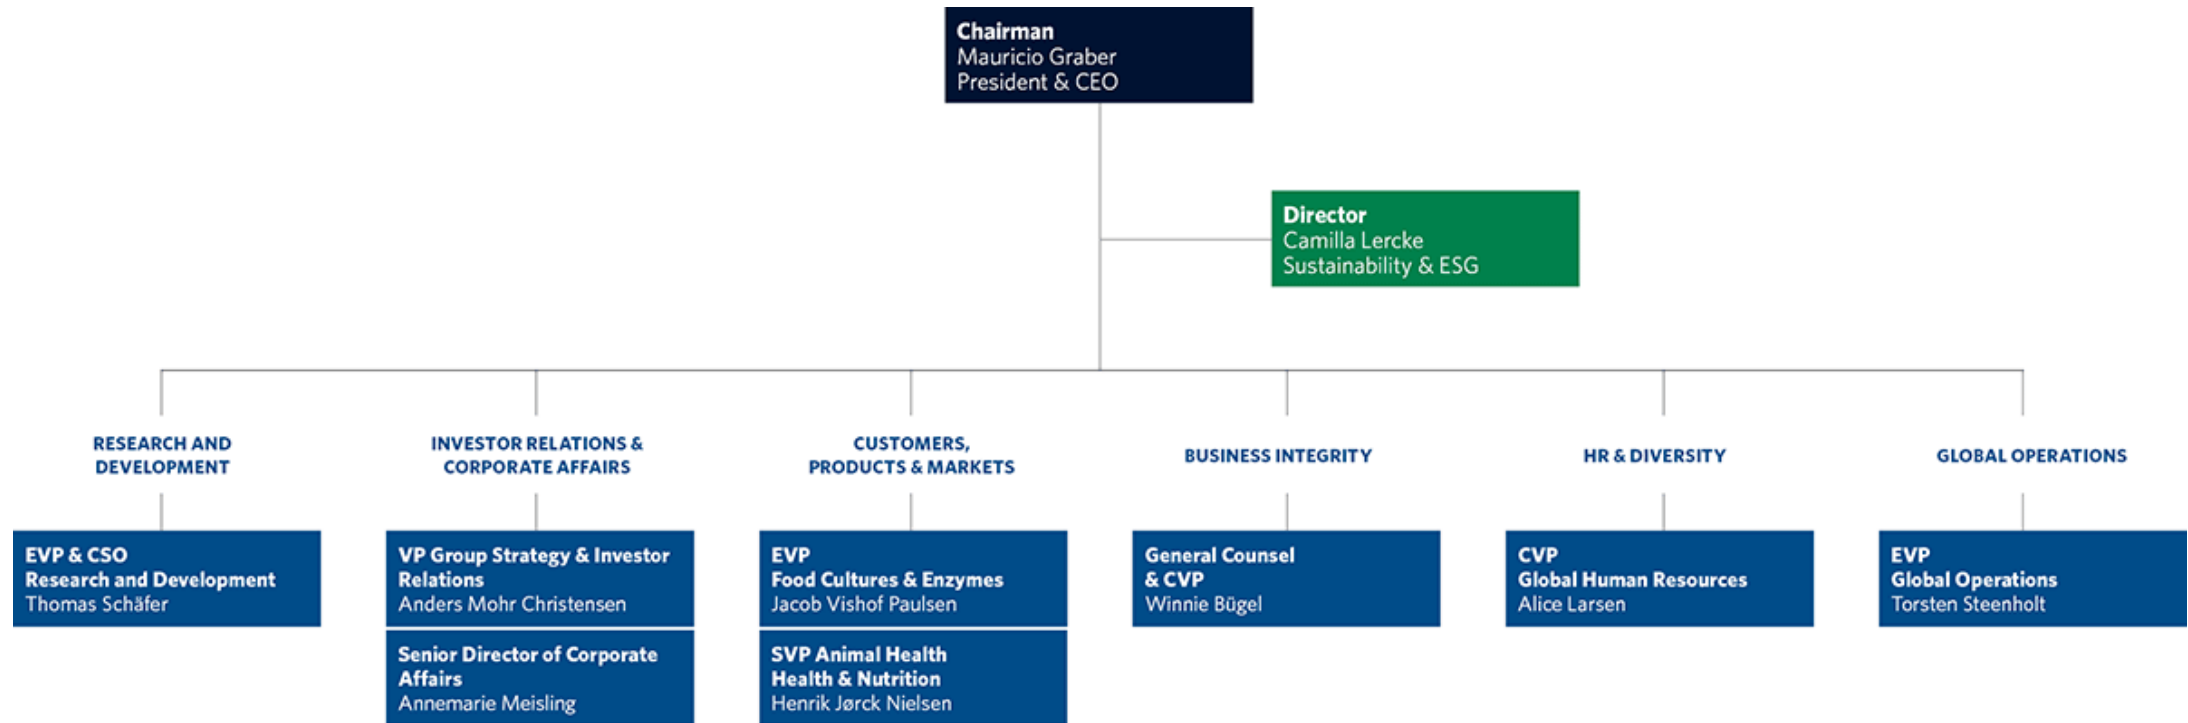 Chairman
Mauricio Graber
President & CEO
Director
Camilla Lercke
Sustainability & ESG
RESEARCH AND
DEVELOPMENT
INVESTOR RELATIONS &
CORPORATE AFFAIRS
CUSTOMERS,
PRODUCTS & MARKETS
BUSINESS INTEGRITY
HR & DIVERSITY
GLOBAL OPERATIONS
EVP & CSO
Research and Development
Thomas Schäfer
VP Group Strategy & Investor
Relations
Anders Mohr Christensen
Senior Director of Corporate
Affairs
Annemarie Meisling
EVP
Food Cultures & Enzymes
Jacob Vishof Paulsen
SVP Animal Health
Health & Nutrition
Henrik Jørck Nielsen
General Counsel
& CVP
Winnie Bügel
CVP
Global Human Resources
Alice Larsen
EVP
Global Operations
Torsten Steenholt